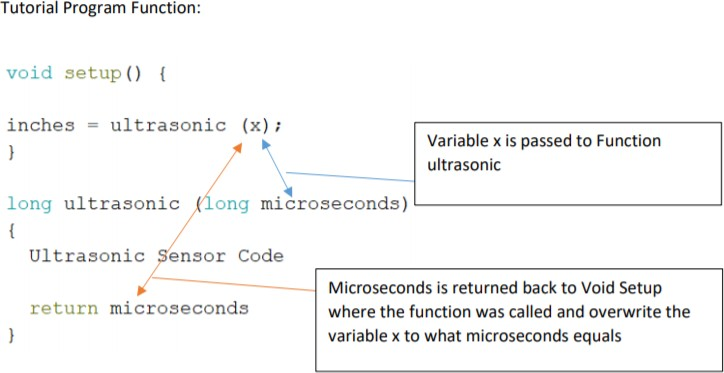 Tutorial Program Function:
void setup() {
inches = ultrasonic (x);
}
Variable x is passed to Function
ultrasonic
long ultrasonic (long microseconds)
{
Ultrasonic Sensor Code
return microseconds
}
Microseconds is returned back to Void Setup
where the function was called and overwrite the
variable x to what microseconds equals